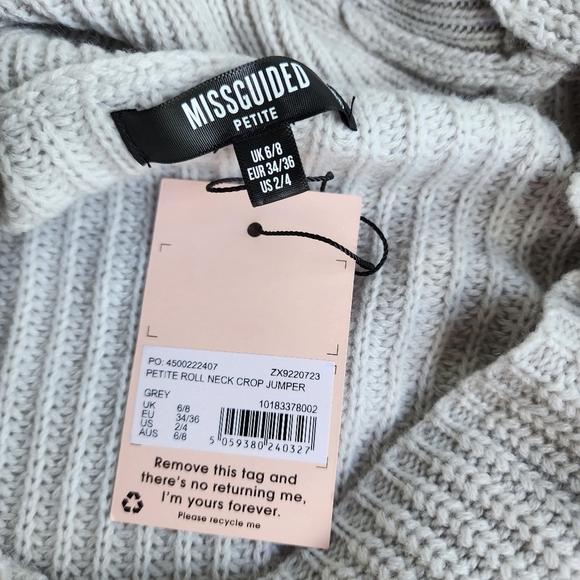 MISSGUIDED
PETITE
UK 6/8
EUR 34/36
US 2/4
PO: 4500222407 ZX9220723
PETITE ROLL NECK CROP JUMPER
GREY 10183378002
UK 6/8
EU 34/36
US 2/4
AUS 6/8
5 059380 240327
Remove this tag and
there's no returning me,
I'm yours forever.
Please recycle me